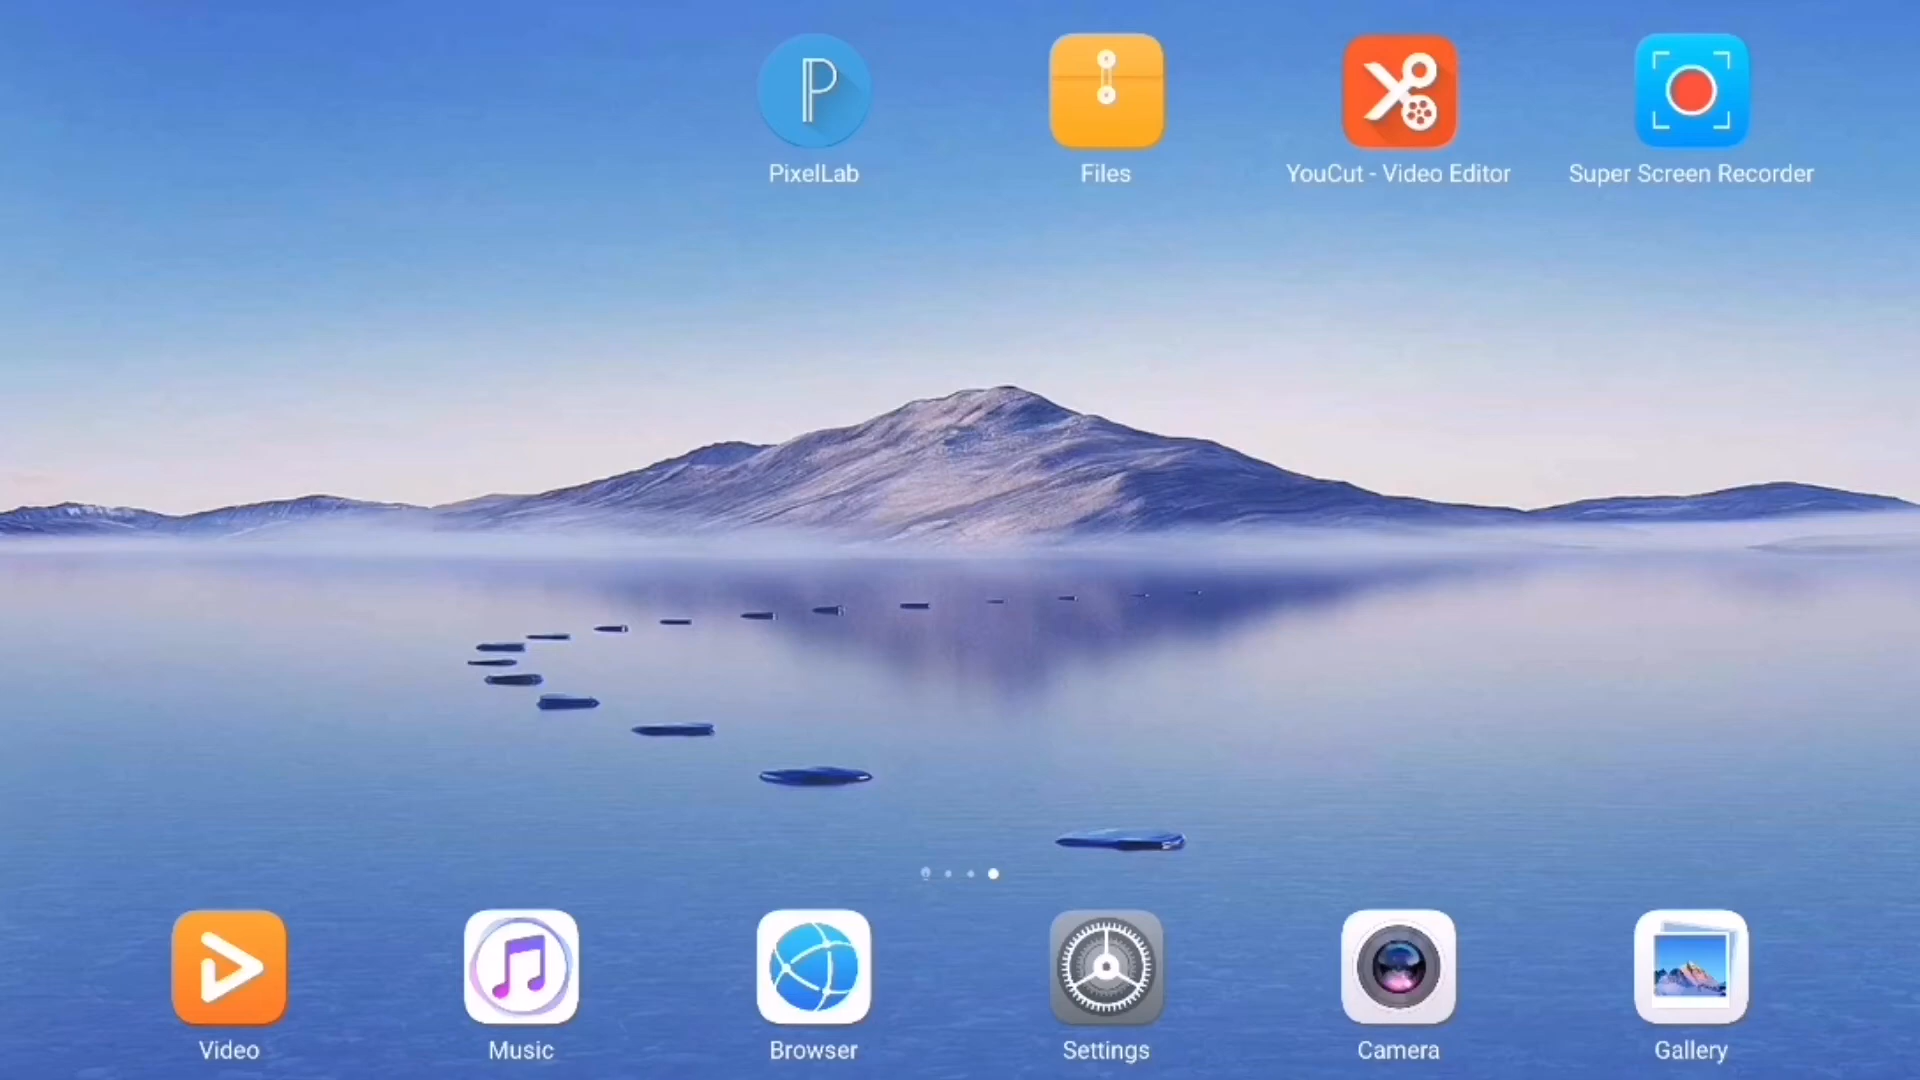 PixelLab
Files
YouCut - Video Editor
Super Screen Recorder
Video
Music
Browser
Settings
Camera
Gallery